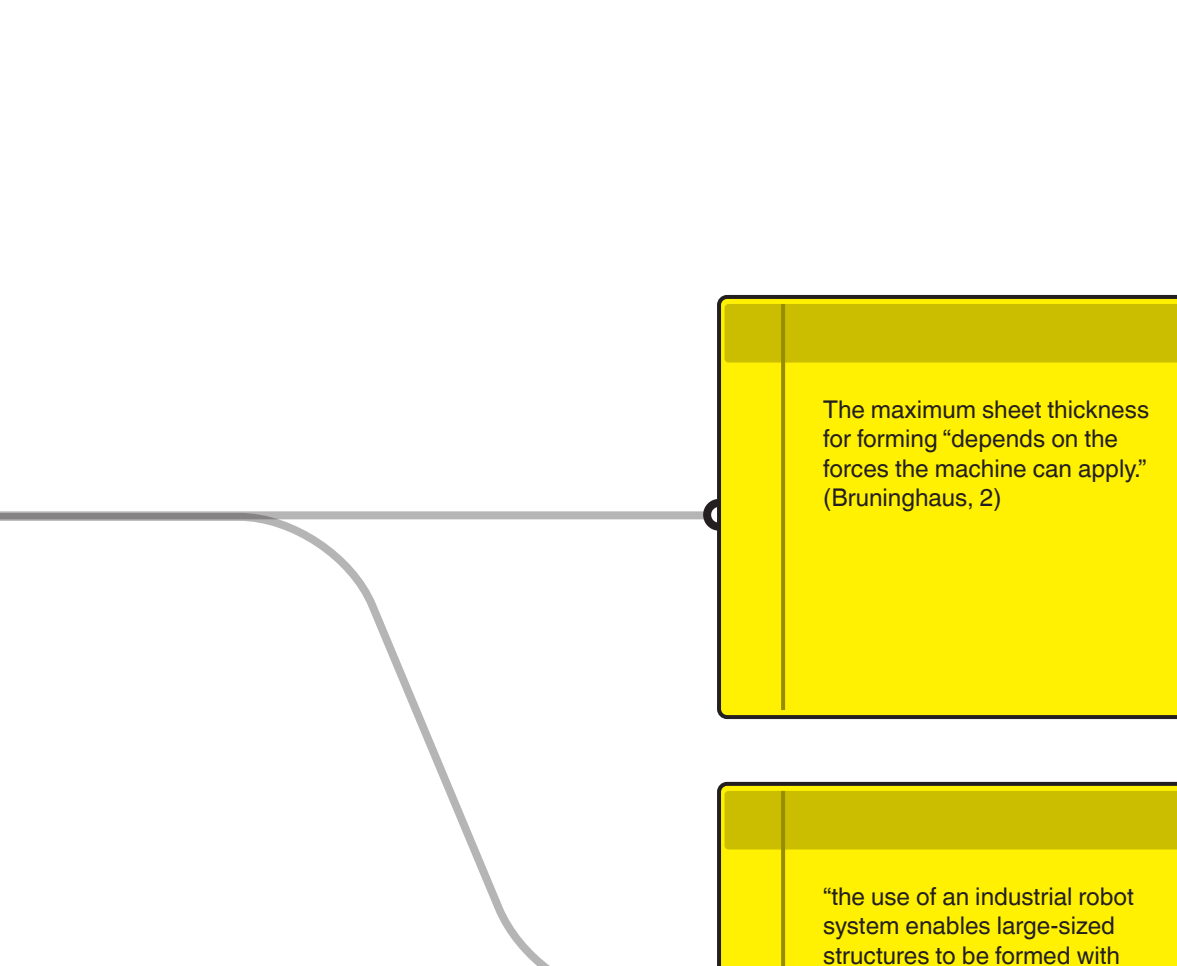 The maximum sheet thickness
for forming “depends on the
forces the machine can apply.”
(Bruninghaus, 2)
“the use of an industrial robot
system enables large-sized
structures to be formed with